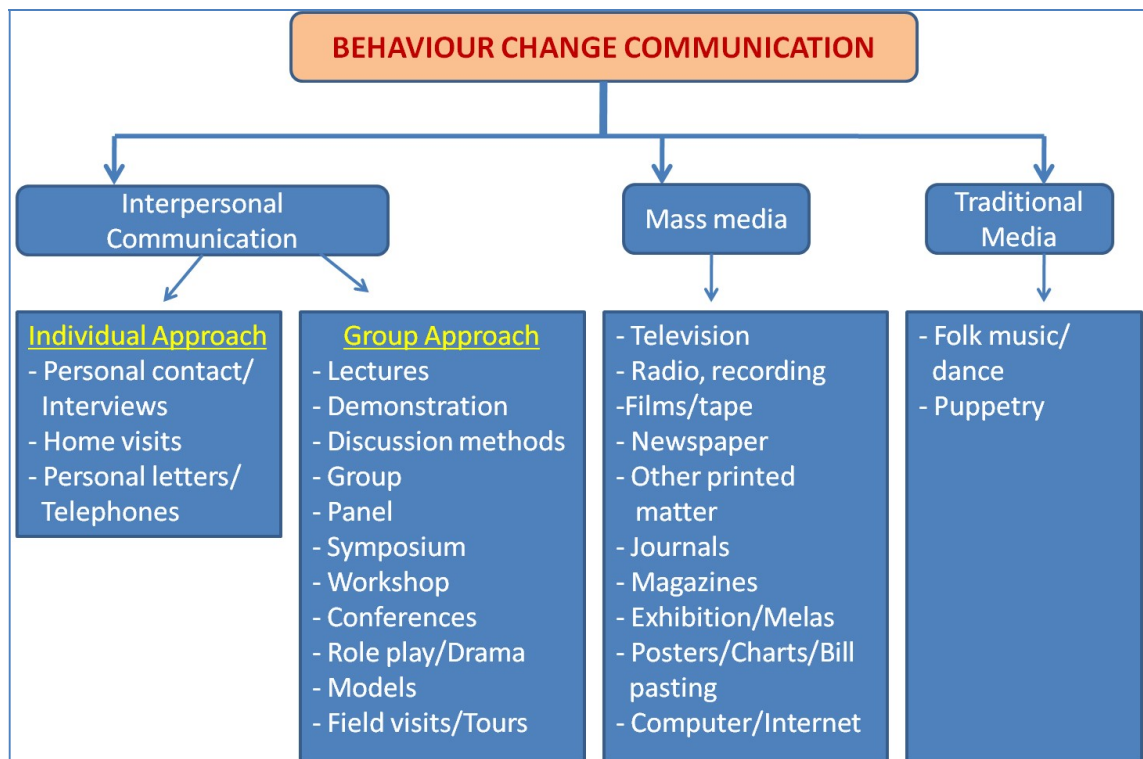 BEHAVIOUR CHANGE COMMUNICATION
Interpersonal
Communication
Mass media
Traditional
Media
Individual Approach
- Personal contact/
Interviews
- Home visits
- Personal letters/
Telephones
Group Approach
- Lectures
- Demonstration
- Discussion methods
- Group
- Panel
- Symposium
- Workshop
- Conferences
- Role play/Drama
- Models
- Field visits/Tours
- Television
- Radio, recording
-Films/tape
- Newspaper
- Other printed
matter
- Journals
- Magazines
- Exhibition/Melas
- Posters/Charts/Bill
pasting
- Computer/Internet
- Folk music/
dance
- Puppetry